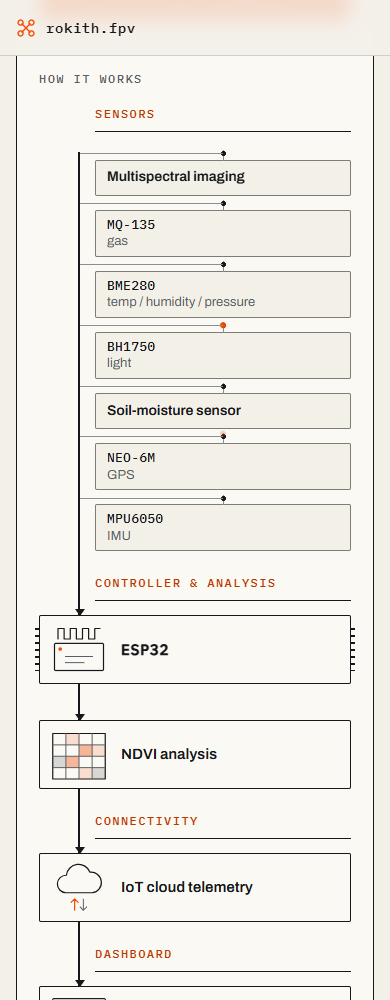 rokith.fpv
HOW IT WORKS
SENSORS
Multispectral imaging
MQ-135
gas
BME280
temp / humidity / pressure
BH1750
light
Soil-moisture sensor
NEO-6M
GPS
MPU6050
IMU
CONTROLLER & ANALYSIS
ESP32
NDVI analysis
CONNECTIVITY
IoT cloud telemetry
DASHBOARD